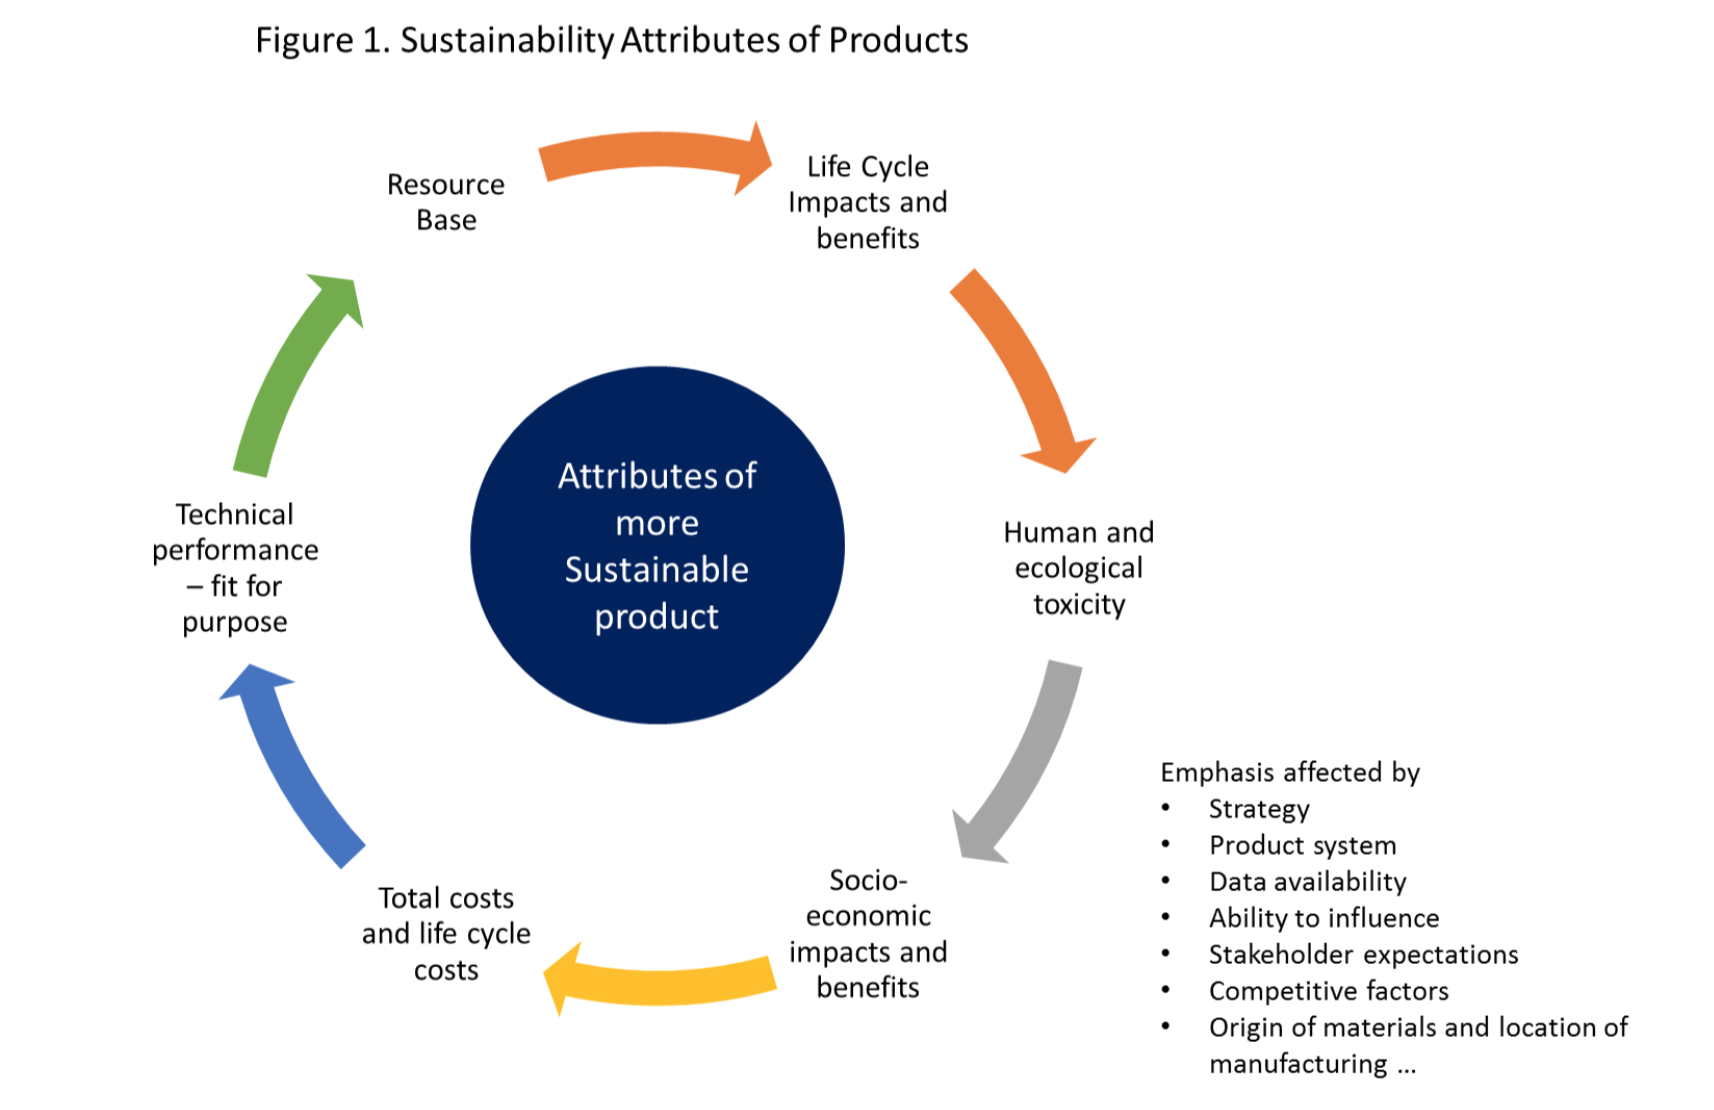 Figure 1. Sustainability Attributes of Products
Resource
Base
Life Cycle
Impacts and
benefits
Human and
ecological
toxicity
Socio-
economic
impacts and
benefits
Total costs
and life cycle
costs
Technical
performance
– fit for
purpose
Attributes of
more
Sustainable
product
Emphasis affected by
• Strategy
• Product system
• Data availability
• Ability to influence
• Stakeholder expectations
• Competitive factors
• Origin of materials and location of
manufacturing ...